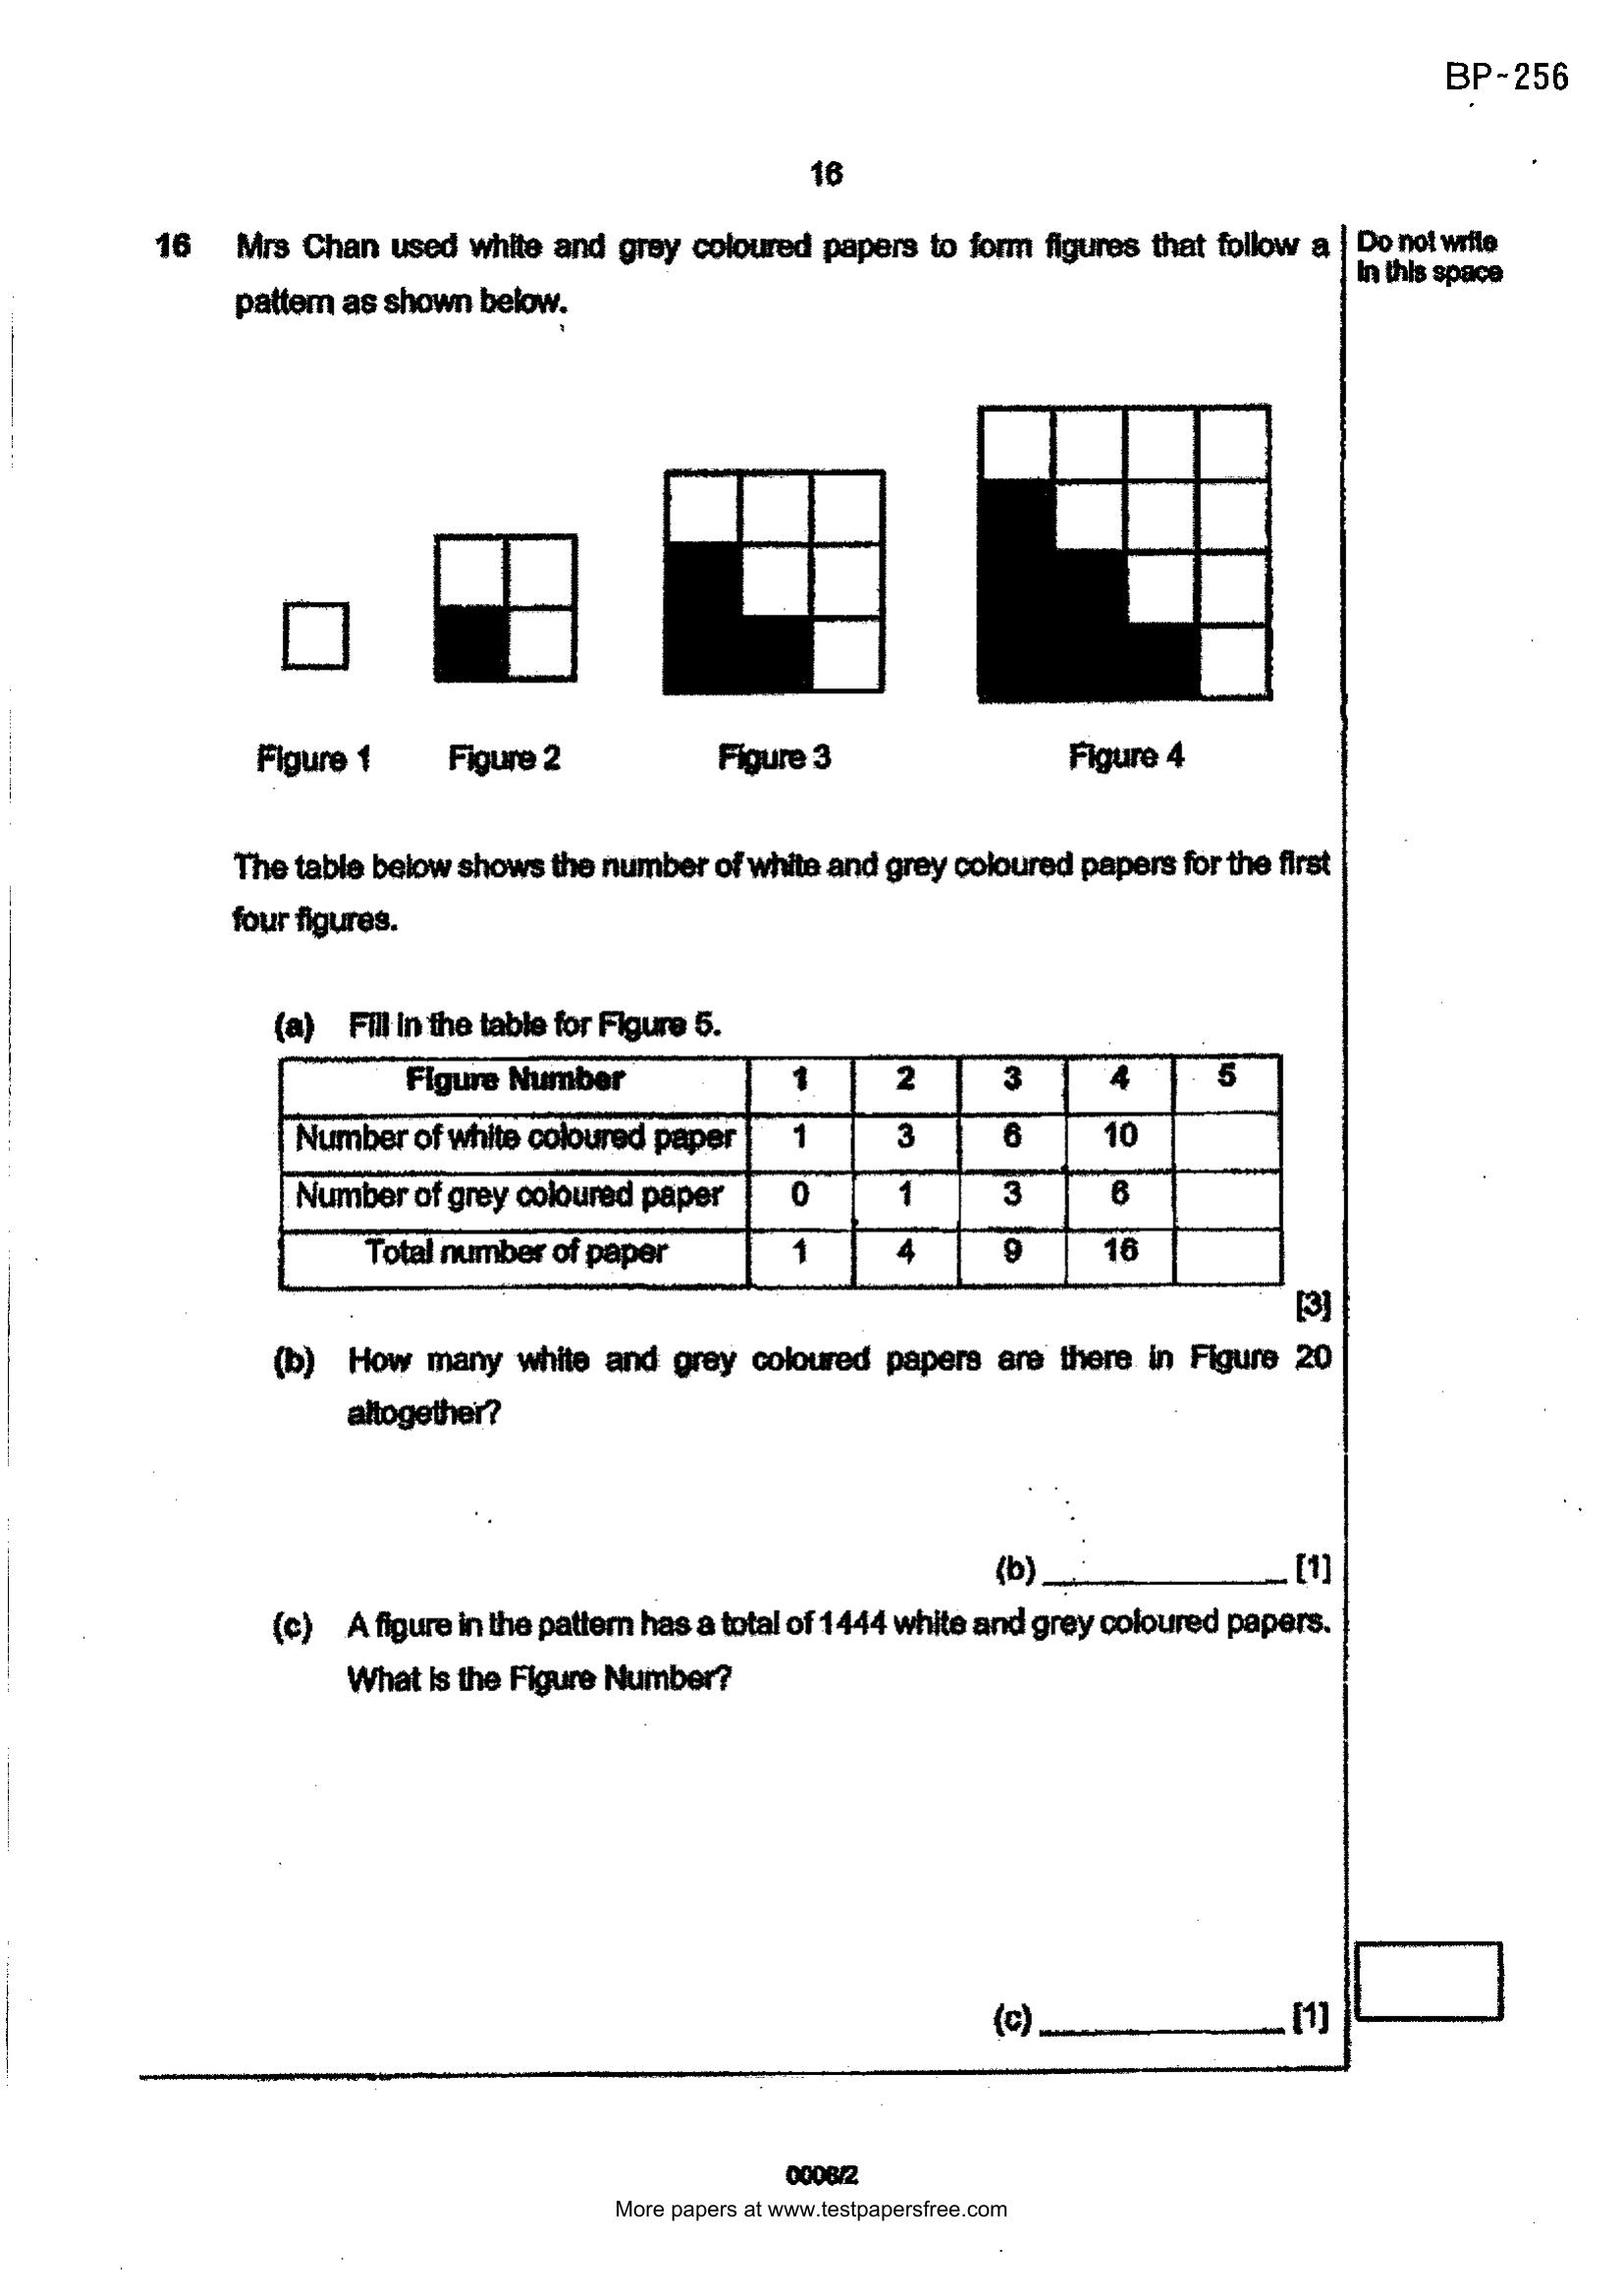 BP-256
16
16 Mrs Chan used white and grey coloured papers to form figures that follow a
pattern as shown below.
Do not write
in this space
Figure 1 Figure 2 Figure 3 Figure 4
The table below shows the number of white and grey coloured papers for the first
four figures.
(a) Fill in the table for Figure 5.
Figure Number 1 2 3 4 5
Number of white coloured paper 1 3 6 10
Number of grey coloured paper 0 1 3 6
Total number of paper 1 4 9 16
[3]
(b) How many white and grey coloured papers are there in Figure 20
altogether?
(b) [1]
(c) A figure in the pattern has a total of 1444 white and grey coloured papers.
What is the Figure Number?
(c) [1]
0008/2
More papers at www.testpapersfree.com